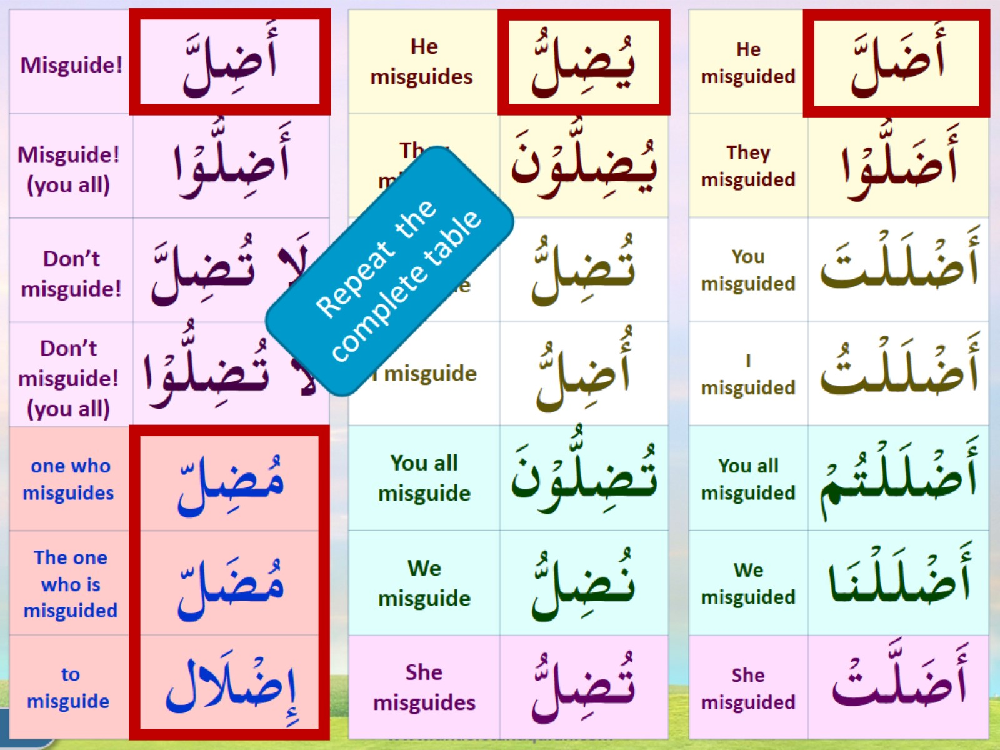 Misguide!
أَضِلَّ
He
misguides
يُضِلُّ
He
misguided
أَضَلَّ
Misguide!
(you all)
أَضِلُّوْا
يُضِلُّوْنَ
They
misguided
أَضَلُّوْا
Don't
misguide!
لَا تُضِلَّ
تُضِلُّ
You
misguided
أَضْلَلْتَ
Don't
misguide!
(you all)
لَا تُضِلُّوْا
I misguide
أُضِلُّ
I
misguided
أَضْلَلْتُ
one who
misguides
مُضِلّ
You all
misguide
تُضِلُّوْنَ
You all
misguided
أَضْلَلْتُمْ
The one
who is
misguided
مُضَلّ
We
misguide
نُضِلُّ
We
misguided
أَضْلَلْنَا
to
misguide
إِضْلَال
She
misguides
تُضِلُّ
She
misguided
أَضَلَّتْ
Repeat the
complete table